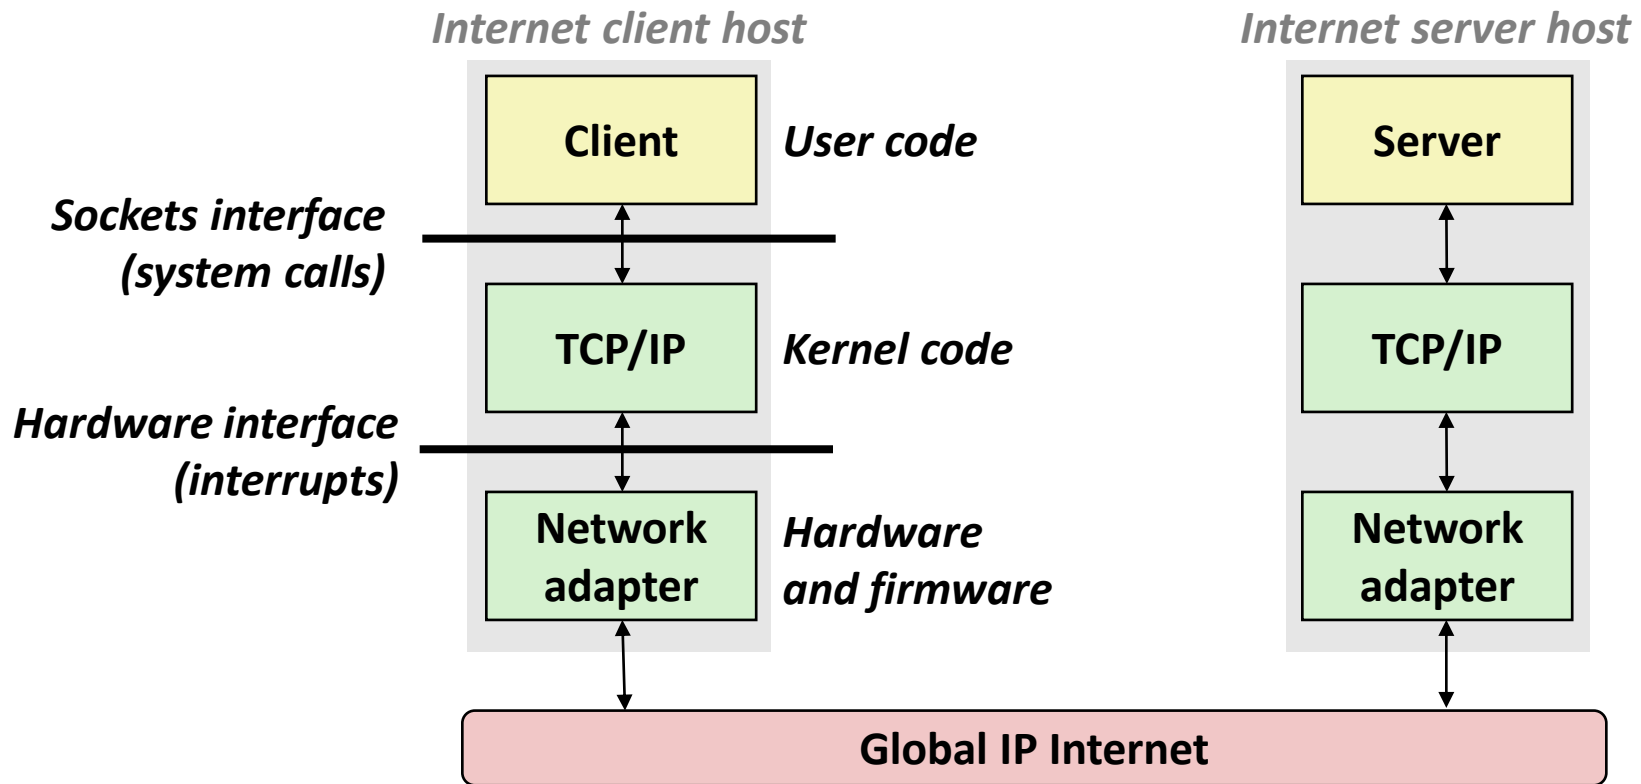 Internet client host
Internet server host
Client
User code
Server
Sockets interface
(system calls)
TCP/IP
Kernel code
TCP/IP
Hardware interface
(interrupts)
Network
adapter
Hardware
and firmware
Network
adapter
Global IP Internet